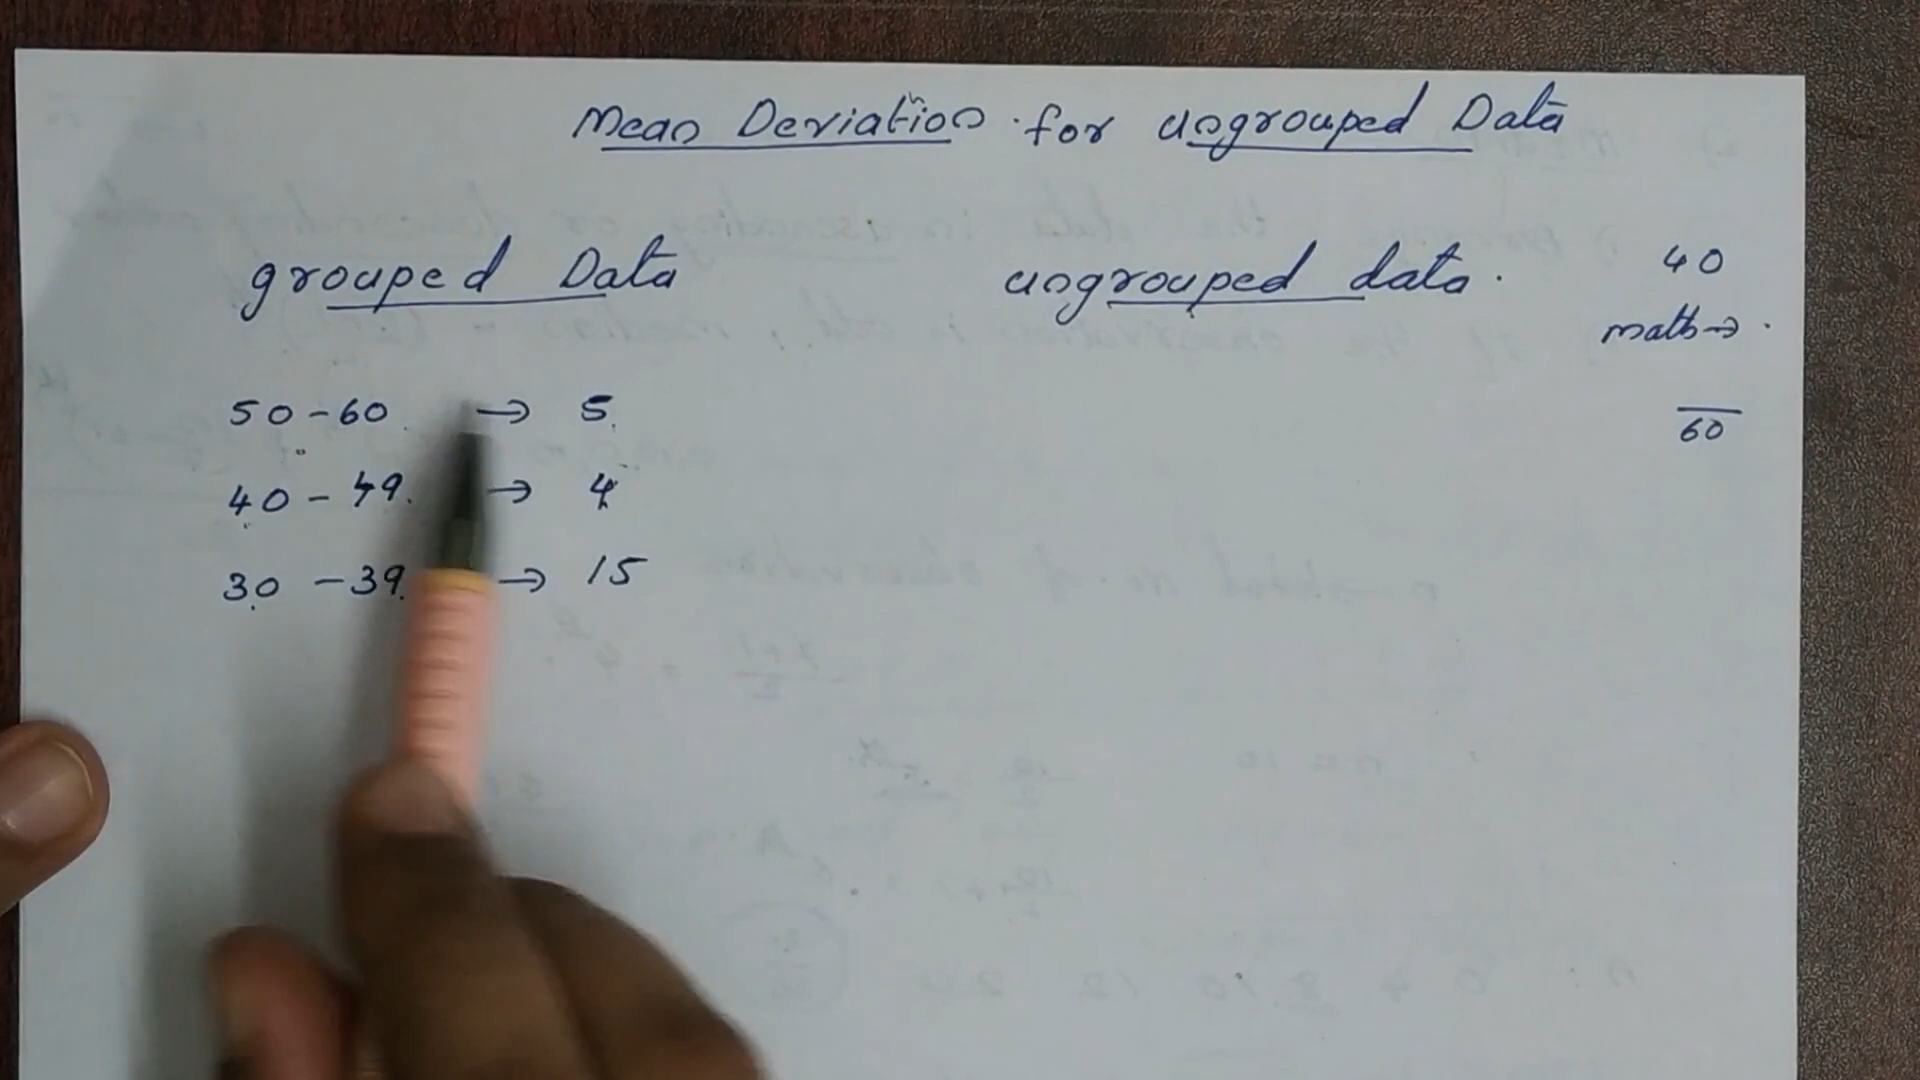 Mean Deviation for ungrouped Data
grouped Data
ungrouped data.
40
math →
60
50 - 60 → 5
40 - 49 → 4
30 - 39 → 15